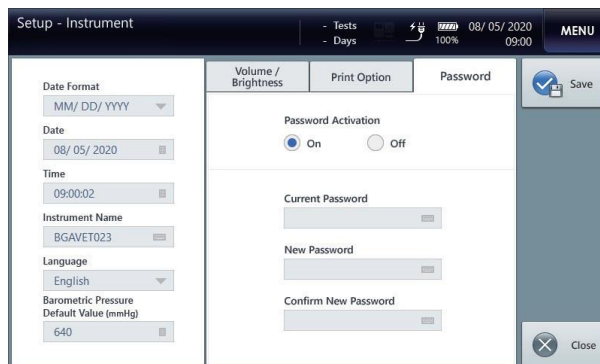 Setup - Instrument
- Tests
- Days
100%
08/ 05/ 2020
09:00
MENU
Date Format
MM/ DD/ YYYY
Date
08/ 05/ 2020
Time
09:00:02
Instrument Name
BGAVET023
Language
English
Barometric Pressure
Default Value (mmHg)
640
Volume /
Brightness
Print Option
Password
Password Activation
On
Off
Current Password
New Password
Confirm New Password
Save
Close